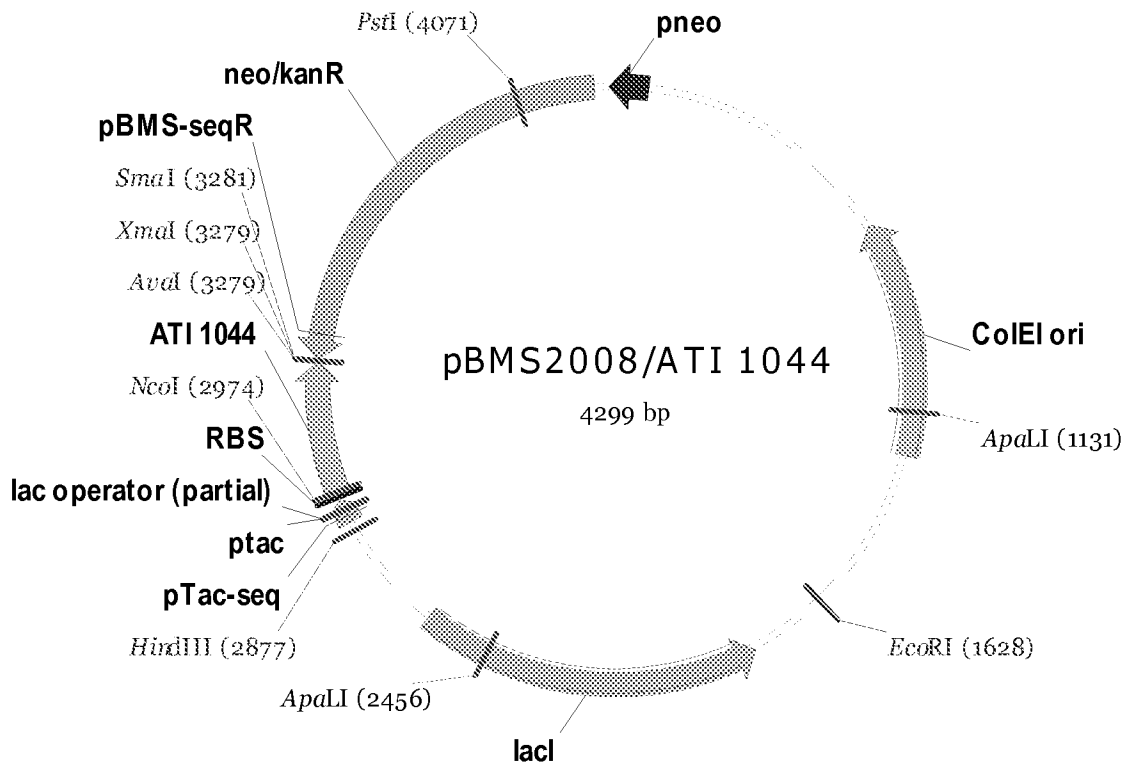 PstI (4071)
pneo
neo/kanR
pBMS-seqR
SmaI (3281)
XmaI (3279)
AvaI (3279)
ATI 1044
NcoI (2974)
RBS
lac operator (partial)
ptac
pTac-seq
HindIII (2877)
ApaLI (2456)
lacI
EcoRI (1628)
ApaLI (1131)
ColEI ori
pBMS2008/ATI 1044
4299 bp